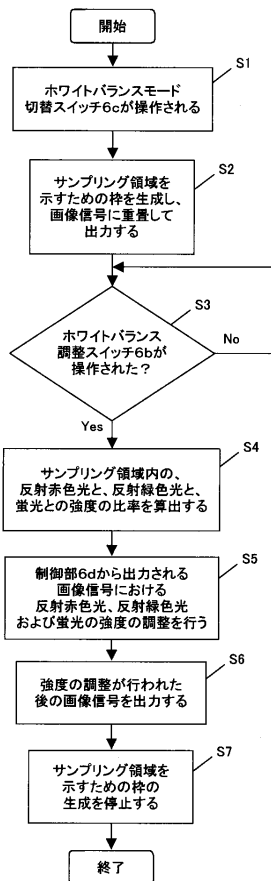 開始
S1
ホワイトバランスモード
切替スイッチ6cが操作される
S2
サンプリング領域を
示すための枠を生成し、
画像信号に重畳して
出力する
S3
ホワイトバランス
調整スイッチ6bが
操作された?
No
Yes
S4
サンプリング領域内の、
反射赤色光と、反射緑色光と、
蛍光との強度の比率を算出する
S5
制御部6dから出力される
画像信号における
反射赤色光、反射緑色光
および蛍光の強度の調整を行う
S6
強度の調整が行われた
後の画像信号を出力する
S7
サンプリング領域を
示すための枠の
生成を停止する
終了